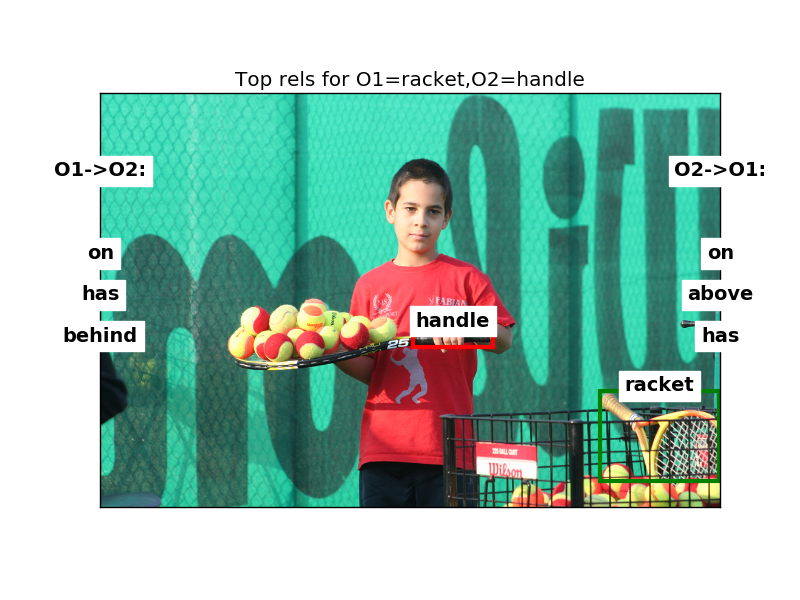 Top rels for O1=racket,O2=handle
O1->O2:
O2->O1:
on
on
has
above
behind
has
handle
racket
FABIAN
25
Wilson